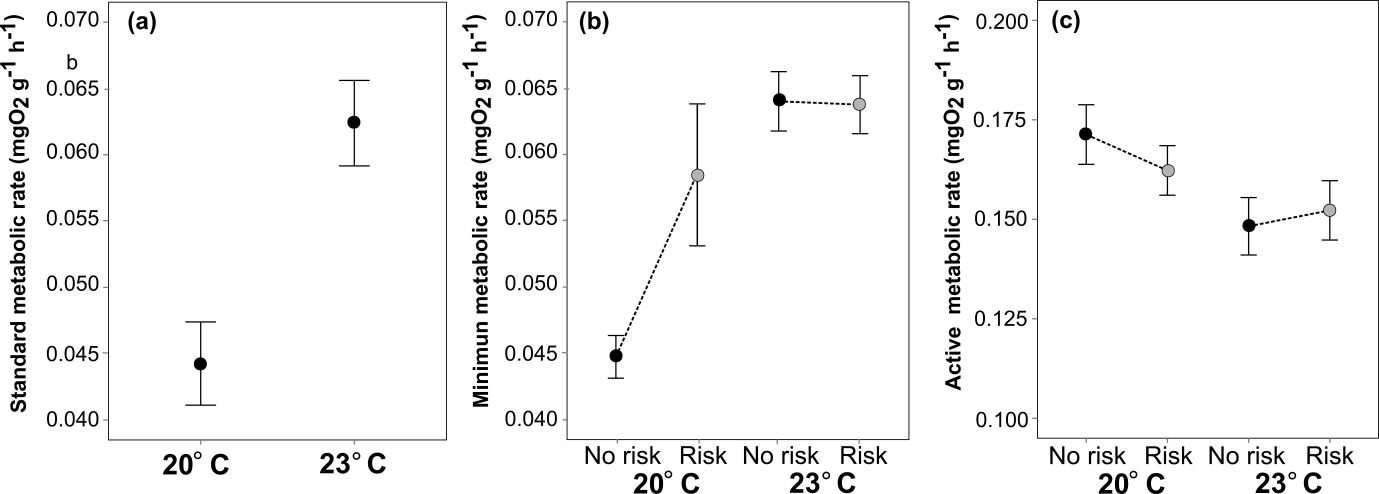 (a)
Standard metabolic rate (mgO2 g-1 h-1)
0.070
b
0.065
0.060
0.055
0.050
0.045
0.040
20° C
23° C
(b)
Minimun metabolic rate (mgO2 g-1 h-1)
0.070
0.065
0.060
0.055
0.050
0.045
0.040
No risk Risk No risk Risk
20° C 23° C
(c)
Active metabolic rate (mgO2 g-1 h-1)
0.200
0.175
0.150
0.125
0.100
No risk Risk No risk Risk
20° C 23° C